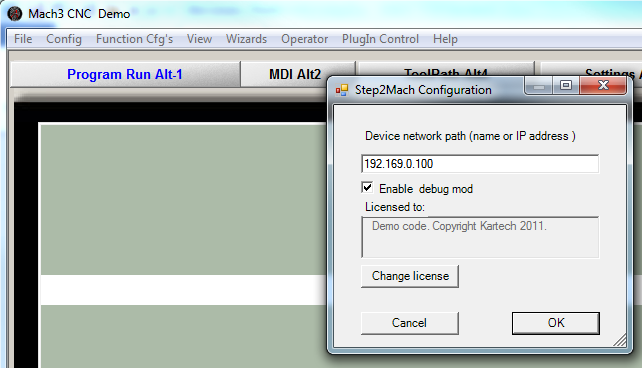 Mach3 CNC Demo
File Config Function Cfg's View Wizards Operator PlugIn Control Help
Program Run Alt-1 MDI Alt2 ToolPath Alt4 Settings
Step2Mach Configuration
Device network path (name or IP address )
192.169.0.100
Enable debug mod
Licensed to:
Demo code. Copyright Kartech 2011.
Change license
Cancel OK